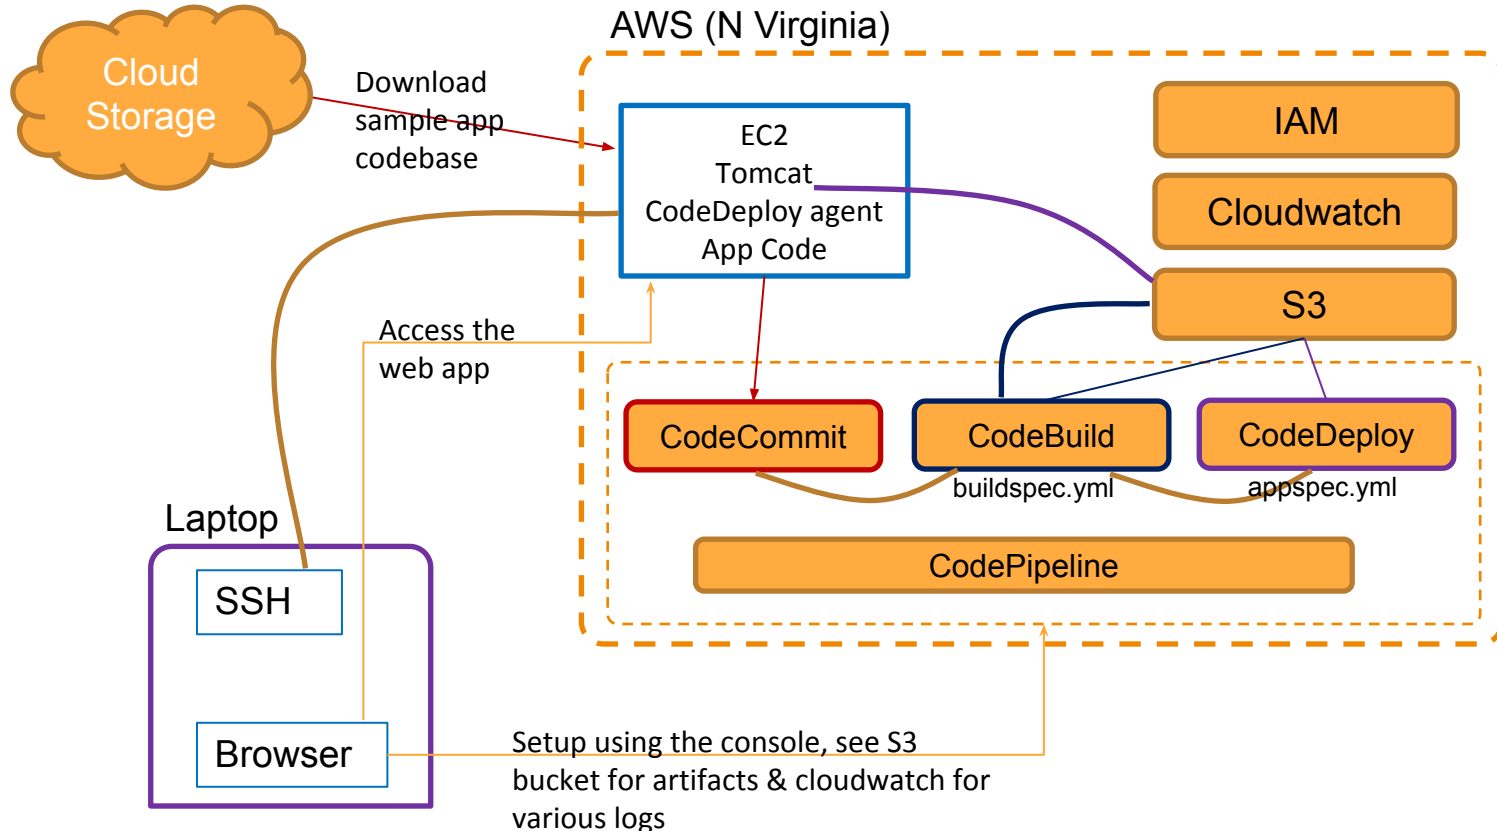 AWS (N Virginia)
Cloud
Storage
Download
sample app
codebase
EC2
Tomcat
CodeDeploy agent
App Code
IAM
Cloudwatch
S3
Access the
web app
CodeCommit
CodeBuild
CodeDeploy
buildspec.yml
appspec.yml
CodePipeline
Laptop
SSH
Browser
Setup using the console, see S3
bucket for artifacts & cloudwatch for
various logs